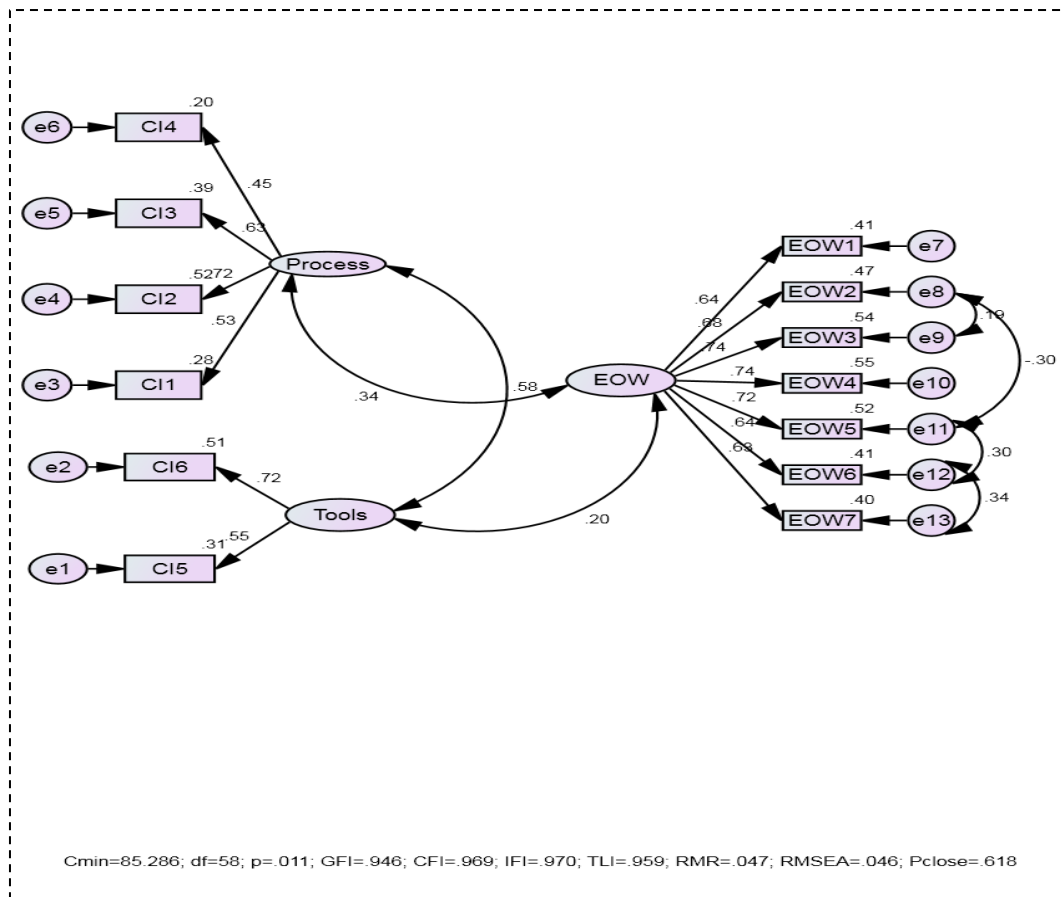 .20
e6
CI4
.45
.39
e5
CI3
.63
Process
.52
.72
e4
CI2
.53
.28
e3
CI1
.51
e2
CI6
.72
Tools
.31
.55
e1
CI5
.34
.58
.20
EOW
.41
EOW1
e7
.64
.47
EOW2
e8
.68
.19
.54
EOW3
e9
.74
-.30
.55
EOW4
e10
.74
.52
EOW5
e11
.72
.30
.41
EOW6
e12
.64
.34
.40
EOW7
e13
.63
Cmin=85.286; df=58; p=.011; GFI=.946; CFI=.969; IFI=.970; TLI=.959; RMR=.047; RMSEA=.046; Pclose=.618